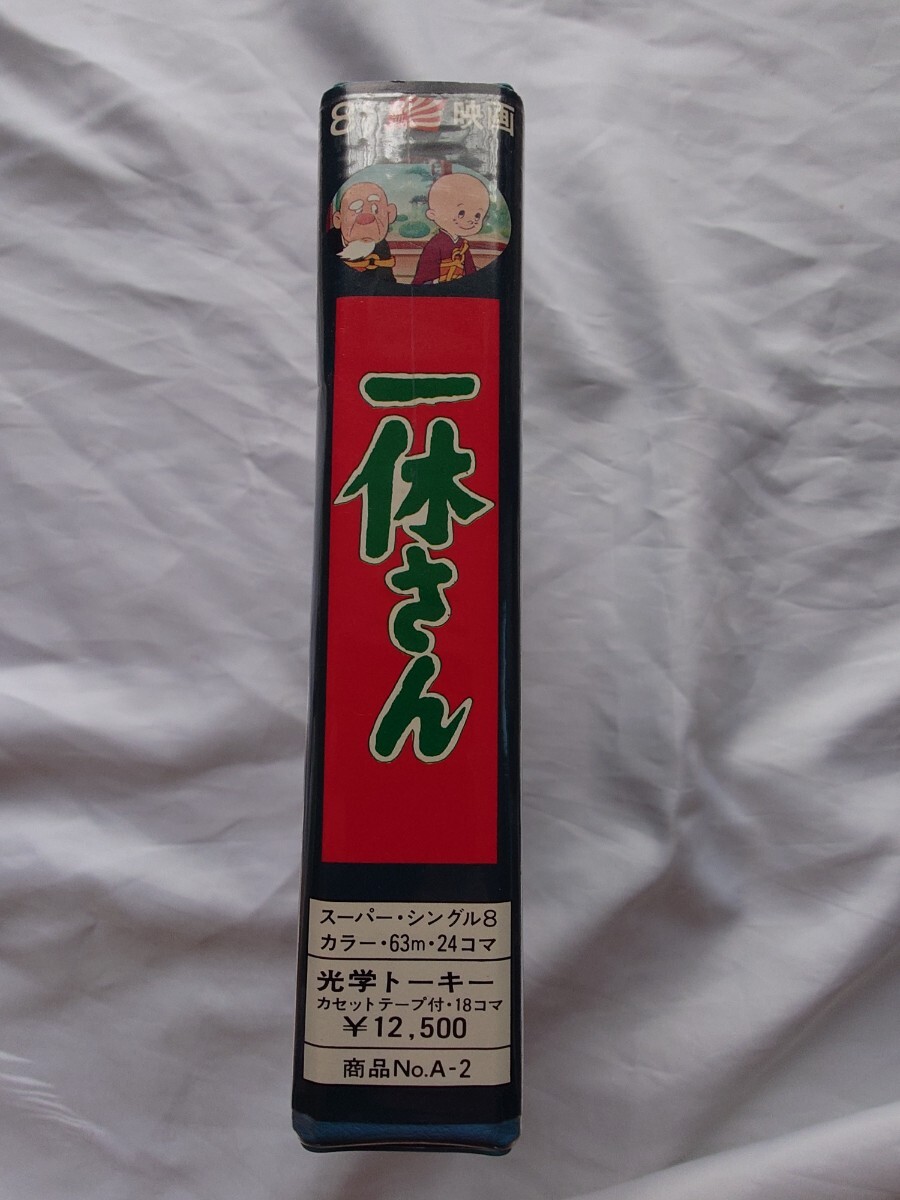 8
映画
一休さん
スーパー・シングル8
カラー・63m・24コマ
光学トーキー
カセットテープ付・18コマ
￥12,500
商品No.A-2